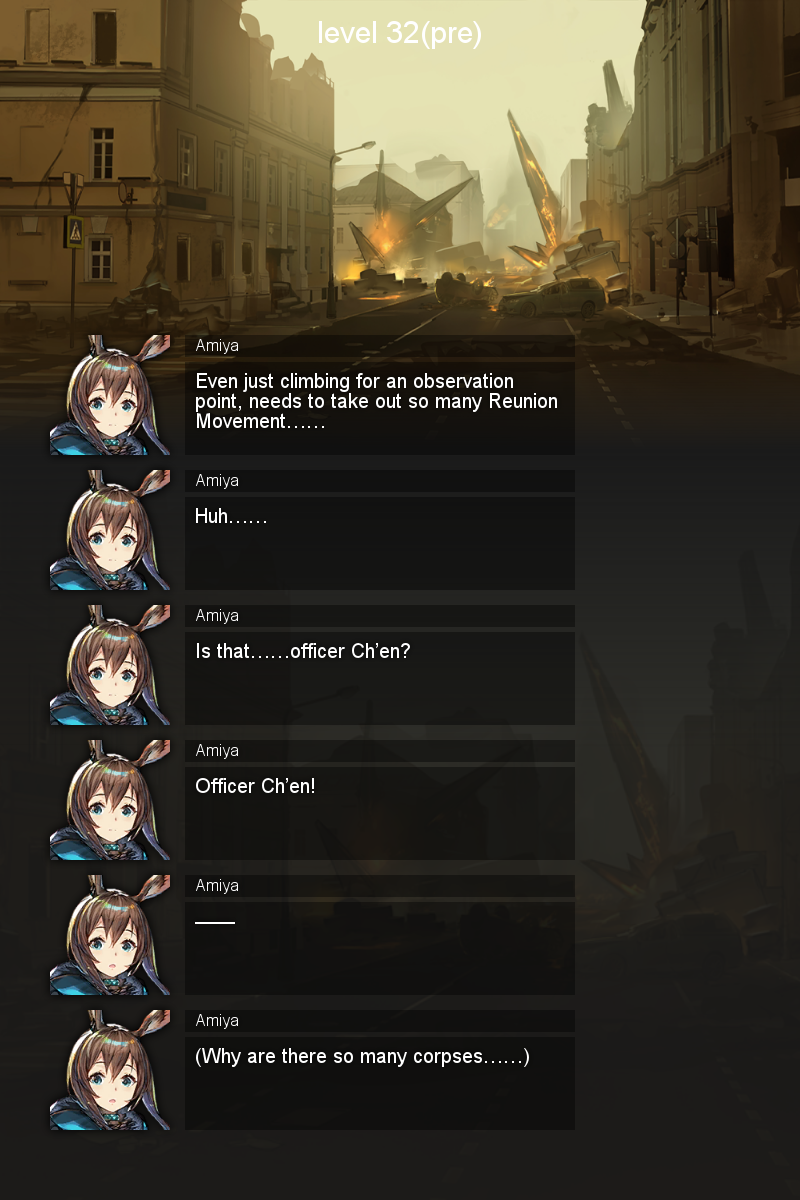 level 32(pre)
Amiya
Even just climbing for an observation
point, needs to take out so many Reunion
Movement……
Amiya
Huh……
Amiya
Is that……officer Ch’en?
Amiya
Officer Ch’en!
Amiya
——
Amiya
(Why are there so many corpses……)